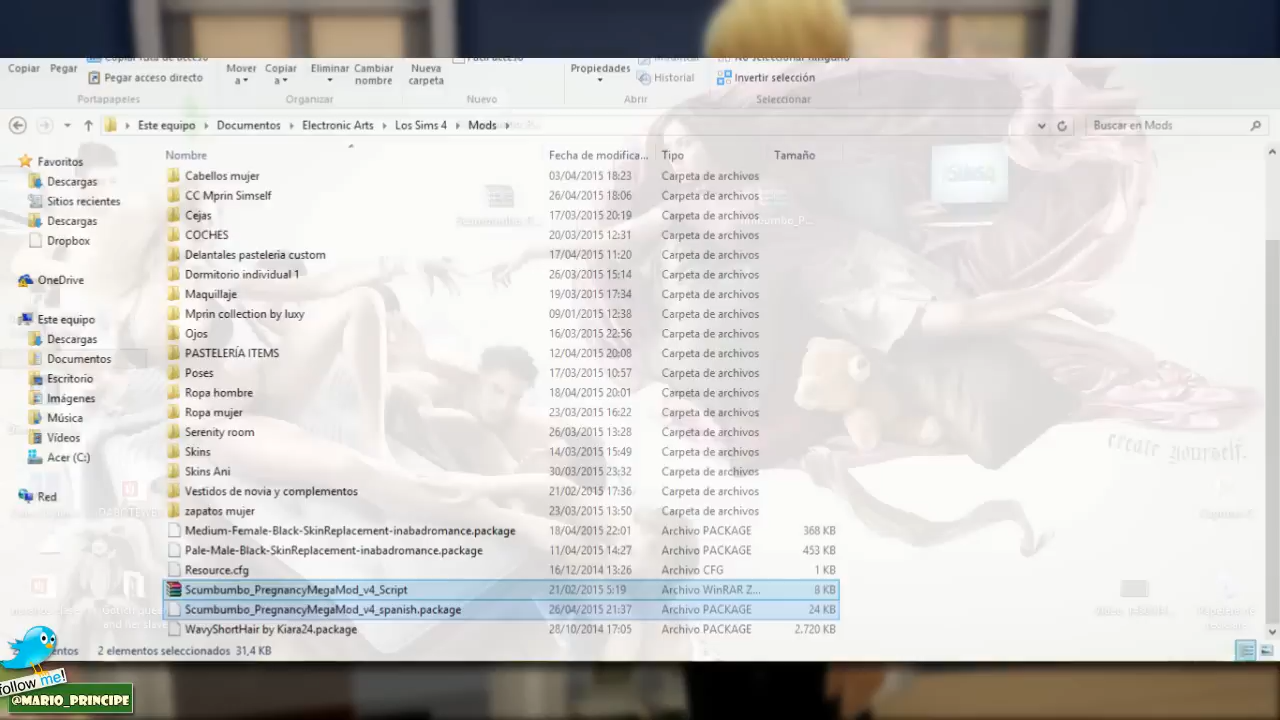 Copiar Pegar Pegar acceso directo Mover a Copiar a Eliminar Cambiar nombre Nueva carpeta Propiedades Historial Invertir selección
Portapapeles Organizar Nuevo Abrir Seleccionar
Este equipo Documentos Electronic Arts Los Sims 4 Mods Buscar en Mods
Nombre Fecha de modifica... Tipo Tamaño
Favoritos
Descargas
Sitios recientes
Descargas
Dropbox
OneDrive
Este equipo
Descargas
Documentos
Escritorio
Imágenes
Música
Vídeos
Acer (C:)
Red
Cabellos mujer 03/04/2015 18:23 Carpeta de archivos
CC Mprin Simself 26/04/2015 18:06 Carpeta de archivos
Cejas 17/03/2015 20:19 Carpeta de archivos
COCHES 20/03/2015 12:31 Carpeta de archivos
Delantales pasteleria custom 17/04/2015 11:20 Carpeta de archivos
Dormitorio individual 1 26/03/2015 15:14 Carpeta de archivos
Maquillaje 19/03/2015 17:34 Carpeta de archivos
Mprin collection by luxy 09/01/2015 12:38 Carpeta de archivos
Ojos 16/03/2015 22:56 Carpeta de archivos
PASTELERÍA ITEMS 12/04/2015 20:08 Carpeta de archivos
Poses 17/03/2015 10:57 Carpeta de archivos
Ropa hombre 18/04/2015 20:01 Carpeta de archivos
Ropa mujer 23/03/2015 16:22 Carpeta de archivos
Serenity room 26/03/2015 13:28 Carpeta de archivos
Skins 14/03/2015 15:49 Carpeta de archivos
Skins Ani 30/03/2015 23:32 Carpeta de archivos
Vestidos de novia y complementos 21/02/2015 17:36 Carpeta de archivos
zapatos mujer 23/03/2015 13:50 Carpeta de archivos
Medium-Female-Black-SkinReplacement-inabadromance.package 18/04/2015 22:01 Archivo PACKAGE 368 KB
Pale-Male-Black-SkinReplacement-inabadromance.package 11/04/2015 14:27 Archivo PACKAGE 453 KB
Resource.cfg 16/12/2014 13:26 Archivo CFG 1 KB
Scumbumbo_PregnancyMegaMod_v4_Script 21/02/2015 5:19 Archivo WinRAR Z... 8 KB
Scumbumbo_PregnancyMegaMod_v4_spanish.package 26/04/2015 21:37 Archivo PACKAGE 24 KB
WavyShortHair by Kiara24.package 28/10/2014 17:05 Archivo PACKAGE 2.720 KB
2 elementos seleccionados 31,4 KB
create yourself.
follow me!
@MARIO_PRINCIPE